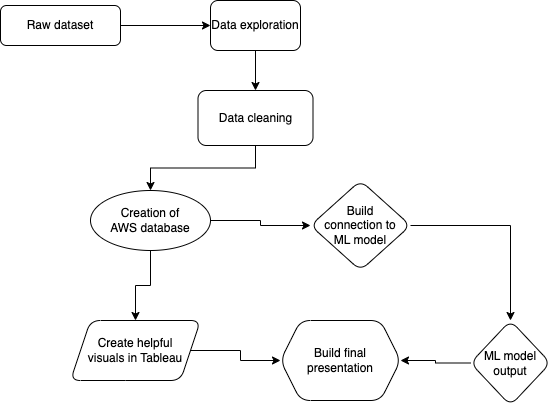 Raw dataset
Data exploration
Data cleaning
Creation of
AWS database
Build
connection to
ML model
Create helpful
visuals in Tableau
Build final
presentation
ML model
output